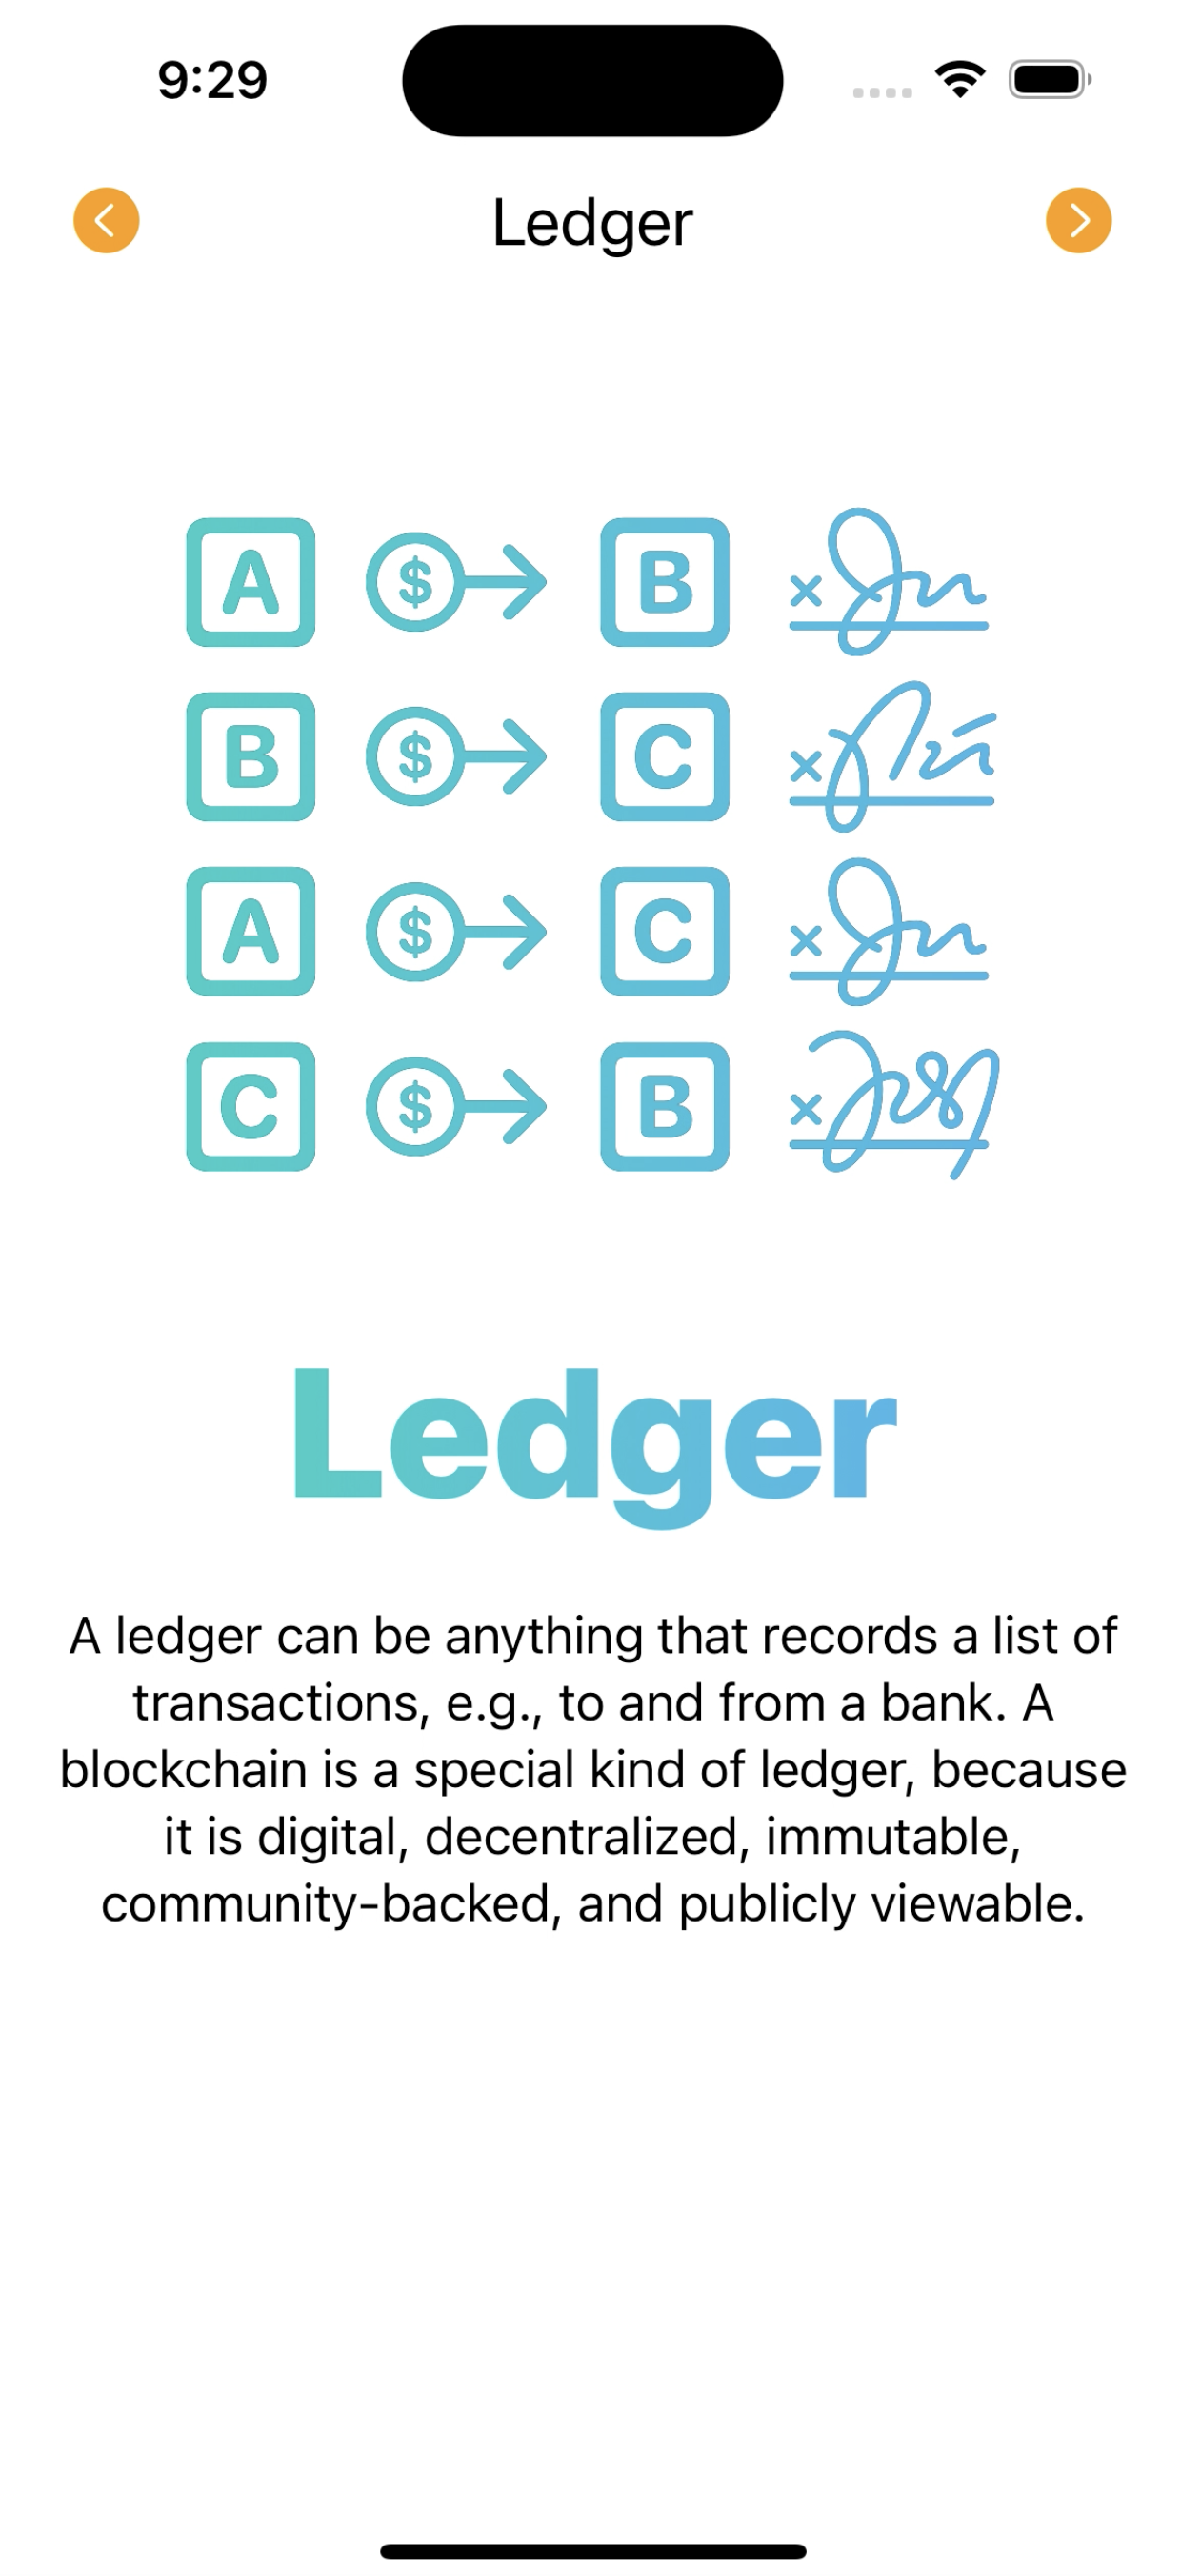 9:29
Ledger
A $ B x
B $ C x
A $ C x
C $ B x
Ledger
A ledger can be anything that records a list of
transactions, e.g., to and from a bank. A
blockchain is a special kind of ledger, because
it is digital, decentralized, immutable,
community-backed, and publicly viewable.